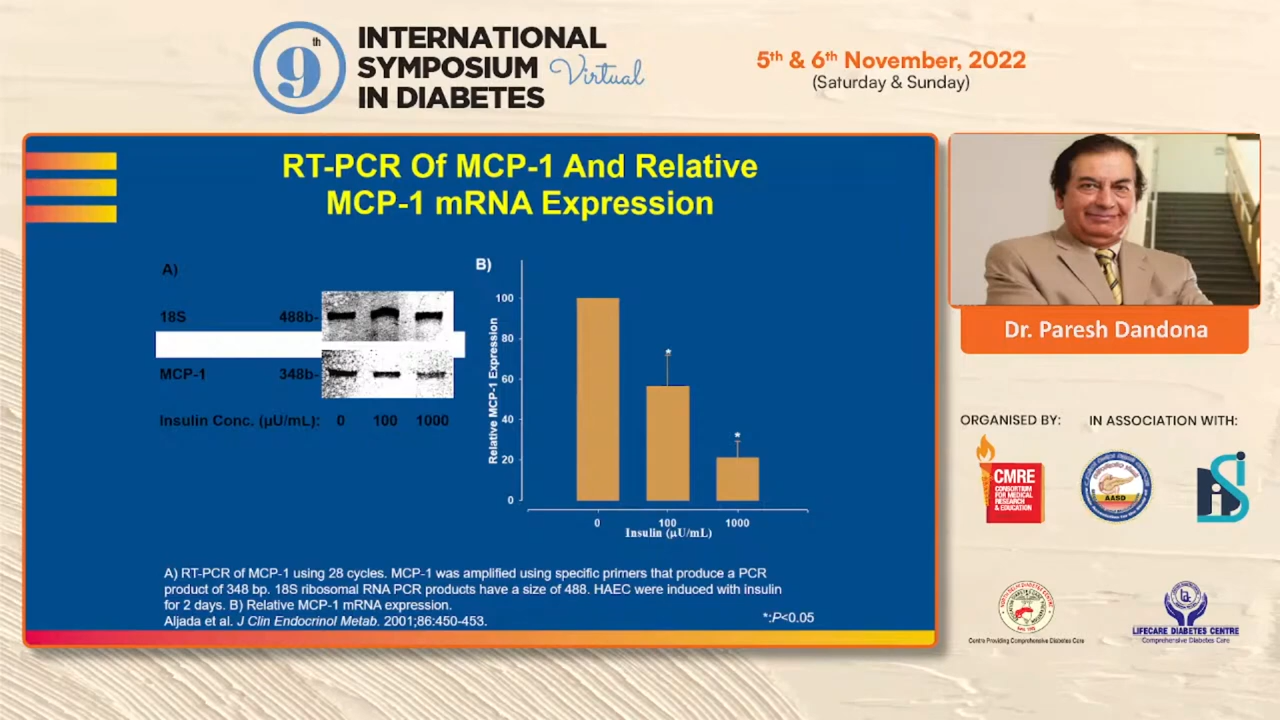 9th
INTERNATIONAL
SYMPOSIUM Virtual
IN DIABETES
5th & 6th November, 2022
(Saturday & Sunday)
RT-PCR Of MCP-1 And Relative
MCP-1 mRNA Expression
A)
18S 488b-
MCP-1 348b-
Insulin Conc. (µU/mL): 0 100 1000
B)
Relative MCP-1 Expression
100
80
60
40
20
0
*
*
0 100 1000
Insulin (µU/mL)
A) RT-PCR of MCP-1 using 28 cycles. MCP-1 was amplified using specific primers that produce a PCR
product of 348 bp. 18S ribosomal RNA PCR products have a size of 488. HAEC were induced with insulin
for 2 days. B) Relative MCP-1 mRNA expression.
Aljada et al. J Clin Endocrinol Metab. 2001;86:450-453.
*:P<0.05
Dr. Paresh Dandona
ORGANISED BY: IN ASSOCIATION WITH:
CMRE
CONSORTIUM
FOR MEDICAL
RESEARCH
& EDUCATION
AASD
Centre Providing Comprehensive Diabetes Care
LIFECARE DIABETES CENTRE
Comprehensive Diabetes Care